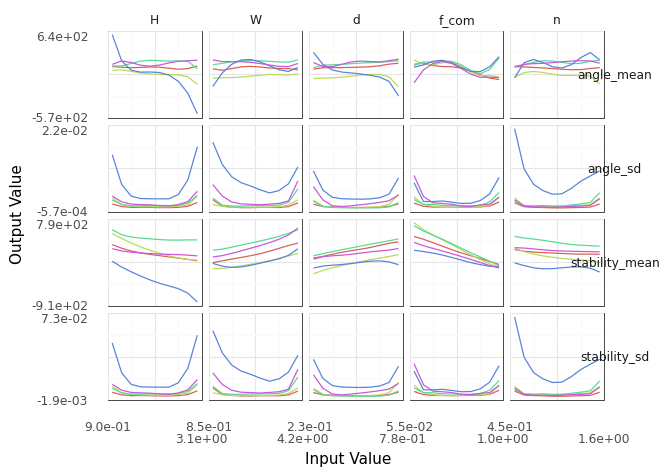 H W d f_com n
6.4e+02
angle_mean
-5.7e+02
2.2e-02
angle_sd
-5.7e-04
7.9e+02
stability_mean
-9.1e+02
7.3e-02
stability_sd
-1.9e-03
9.0e-01 8.5e-01 2.3e-01 5.5e-02 4.5e-01
3.1e+00 4.2e+00 7.8e-01 1.0e+00 1.6e+00
Input Value
Output Value